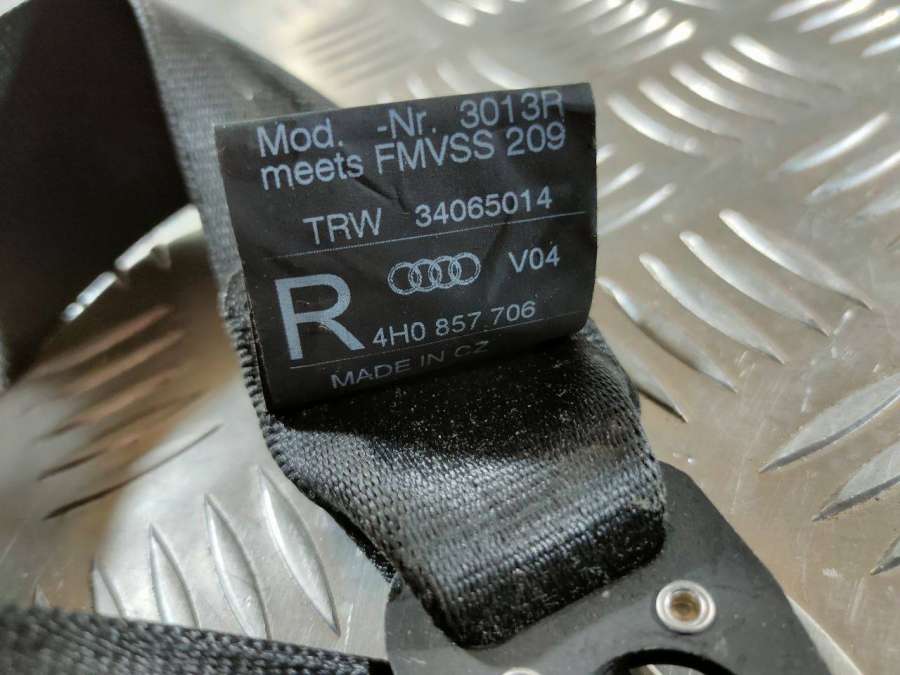 Mod. -Nr. 3013R
meets FMVSS 209
TRW 34065014
R V04
4H0 857 706
MADE IN CZ